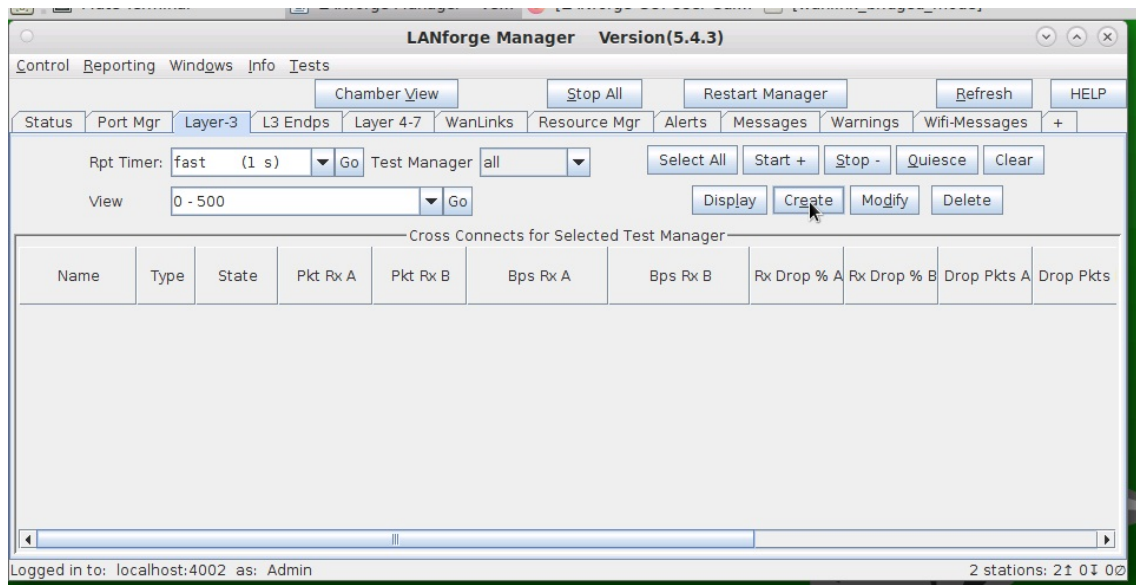 LANforge Manager Version(5.4.3)
Control Reporting Windows Info Tests
Chamber View Stop All Restart Manager Refresh HELP
Status Port Mgr Layer-3 L3 Endps Layer 4-7 WanLinks Resource Mgr Alerts Messages Warnings Wifi-Messages +
Rpt Timer: fast (1 s) Go Test Manager all Select All Start + Stop - Quiesce Clear
View 0 - 500 Go Display Create Modify Delete
Cross Connects for Selected Test Manager
Name Type State Pkt Rx A Pkt Rx B Bps Rx A Bps Rx B Rx Drop % A Rx Drop % B Drop Pkts A Drop Pkts
Logged in to: localhost:4002 as: Admin 2 stations: 2↑ 0↧ 0∅